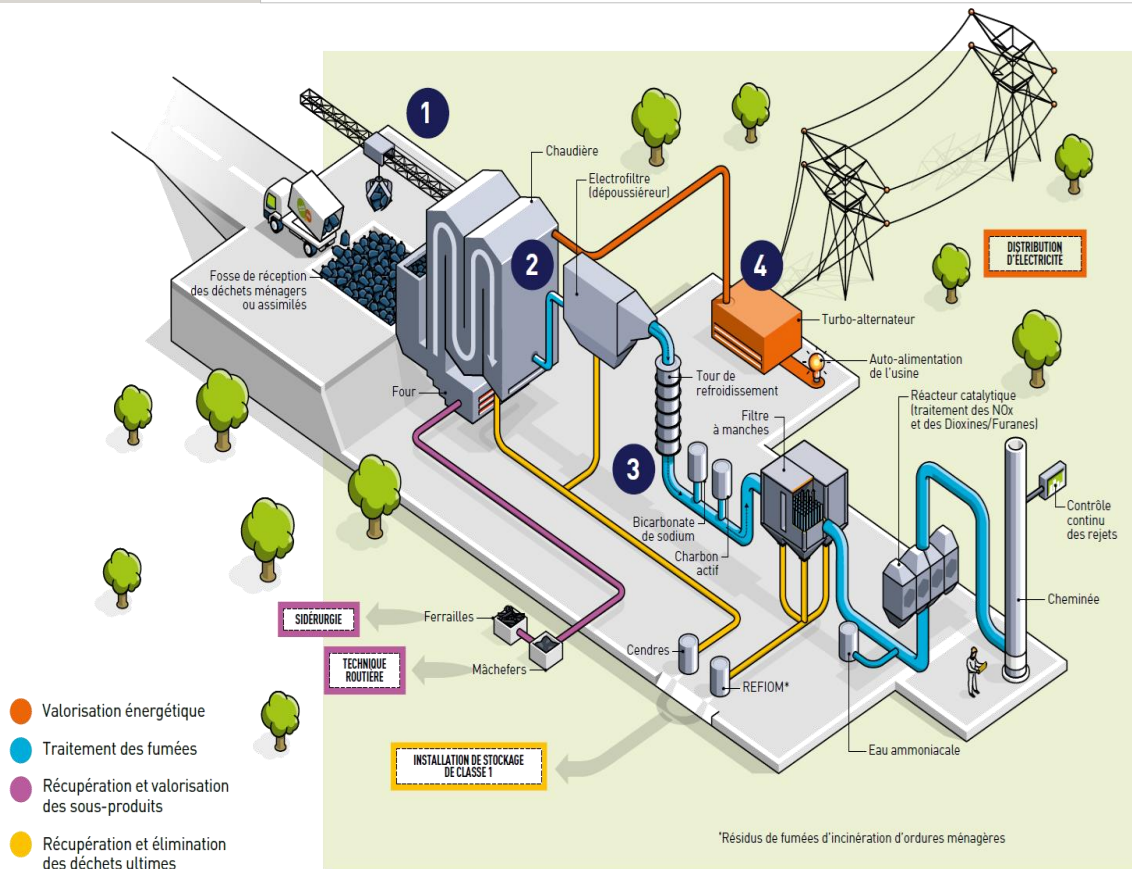 1
Chaudière
Electrofiltre
(dépoussiéreur)
2
4
DISTRIBUTION
D'ÉLECTRICITÉ
Fosse de réception
des déchets ménagers
ou assimilés
Turbo-alternateur
Four
Tour de
refroidissement
Auto-alimentation
de l'usine
Filtre
à manches
Réacteur catalytique
(traitement des NOx
et des Dioxines/Furanes)
3
Bicarbonate
de sodium
Charbon
actif
Contrôle
continu
des rejets
Cheminée
SIDÉRURGIE
Ferrailles
TECHNIQUE
ROUTIÈRE
Mâchefers
Cendres
REFIOM*
Eau ammoniacale
INSTALLATION DE STOCKAGE
DE CLASSE 1
Valorisation énergétique
Traitement des fumées
Récupération et valorisation
des sous-produits
Récupération et élimination
des déchets ultimes
*Résidus de fumées d'incinération d'ordures ménagères